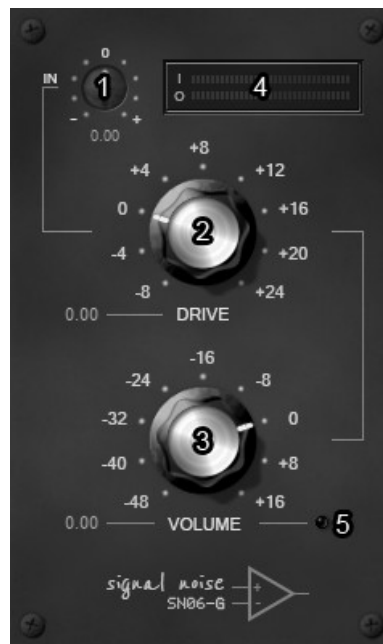 0
IN 1 I 4
O
- +
0.00
+8
+4 +12
0 2 +16
-4 +20
-8 +24
0.00 DRIVE
-16
-24 -8
-32 3 0
-40 +8
-48 +16
0.00 VOLUME 5
signal noise +
SN06-G -